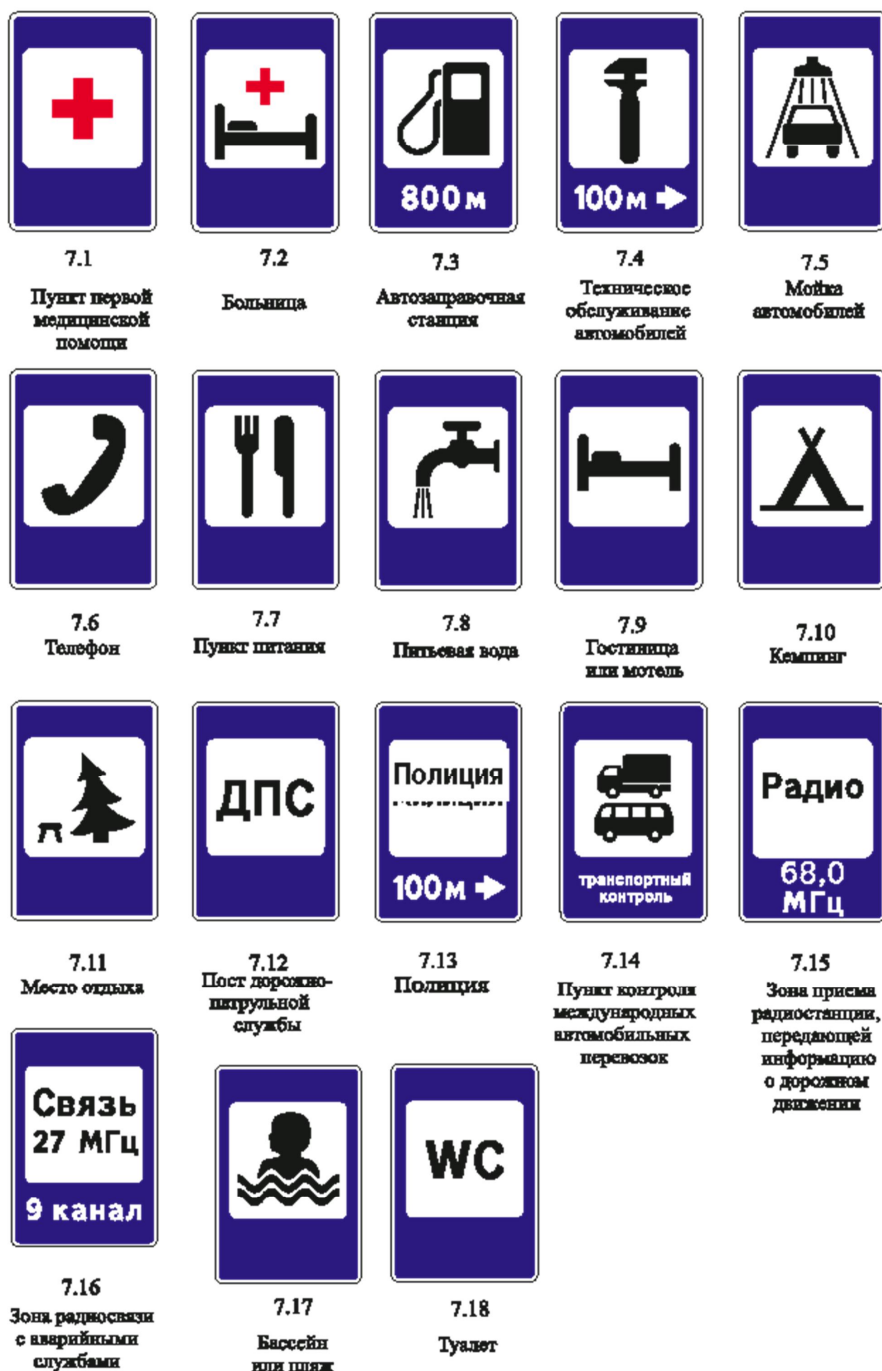 800 м
100 м
7.1
7.2
7.3
7.4
7.5
Пункт первой
медицинской
помощи
Больница
Автозаправочная
станция
Техническое
обслуживание
автомобилей
Мойка
автомобилей
7.6
7.7
7.8
7.9
7.10
Телефон
Пункт питания
Питьевая вода
Гостиница
или мотель
Кемпинг
ДПС
Полиция
100 м
транспортный
контроль
Радио
68,0
МГц
7.11
7.12
7.13
7.14
7.15
Место отдыха
Пост дорожно-
патрульной
службы
Полиция
Пункт контроля
международных
автомобильных
перевозок
Зона приема
радиостанции,
передающей
информацию
о дорожном
движении
Связь
27 МГц
9 канал
WC
7.16
7.17
7.18
Зона радиосвязи
с аварийными
службами
Бассейн
или пляж
Туалет